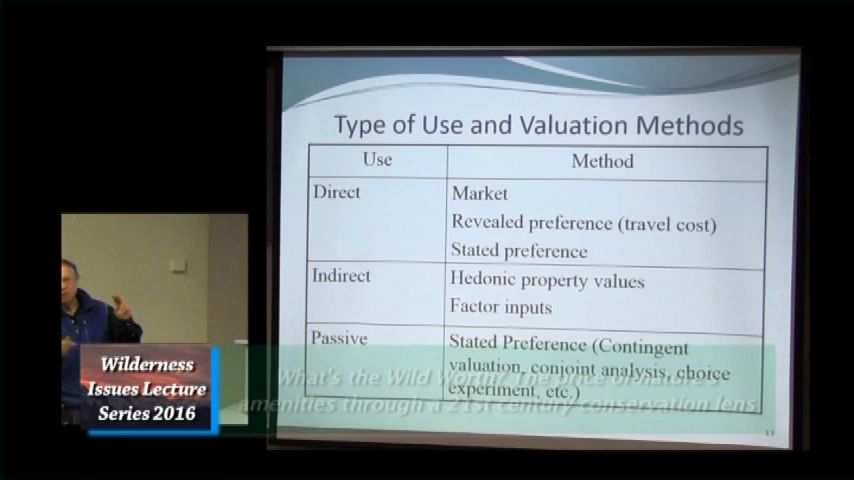 Type of Use and Valuation Methods
Use
Method
Direct
Market
Revealed preference (travel cost)
Stated preference
Indirect
Hedonic property values
Factor inputs
Passive
Stated Preference (Contingent
valuation, conjoint analysis, choice
experiment, etc.)
Wilderness
Issues Lecture
Series 2016
What's the Wild Worth? The price of nature's
amenities through a 21st century conservation lens
13